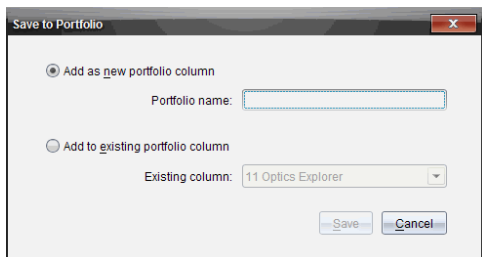 Save to Portfolio
x
Add as new portfolio column
Portfolio name:
Add to existing portfolio column
Existing column: 11 Optics Explorer
Save Cancel